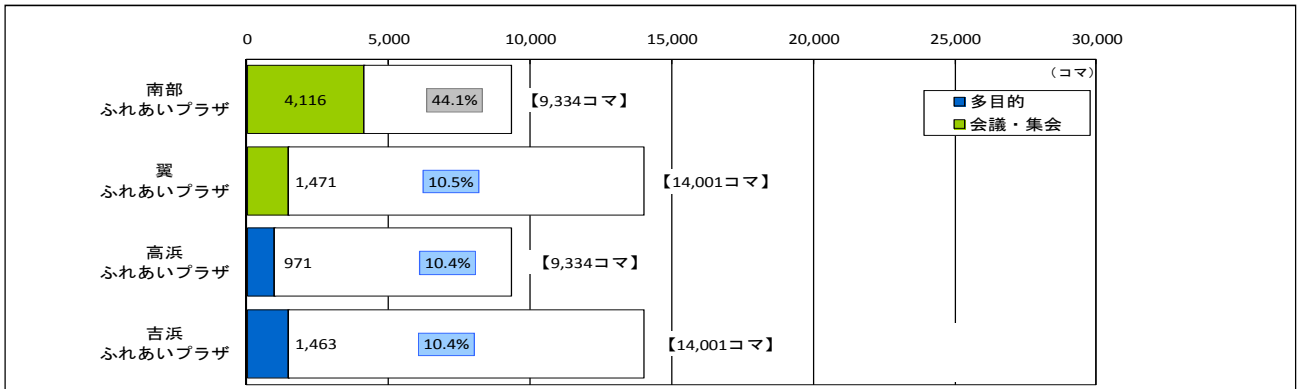 0 5,000 10,000 15,000 20,000 25,000 30,000
（コマ）
多目的
会議・集会
南部
ふれあいプラザ
4,116 44.1% 【9,334コマ】
翼
ふれあいプラザ
1,471 10.5% 【14,001コマ】
高浜
ふれあいプラザ
971 10.4% 【9,334コマ】
吉浜
ふれあいプラザ
1,463 10.4% 【14,001コマ】